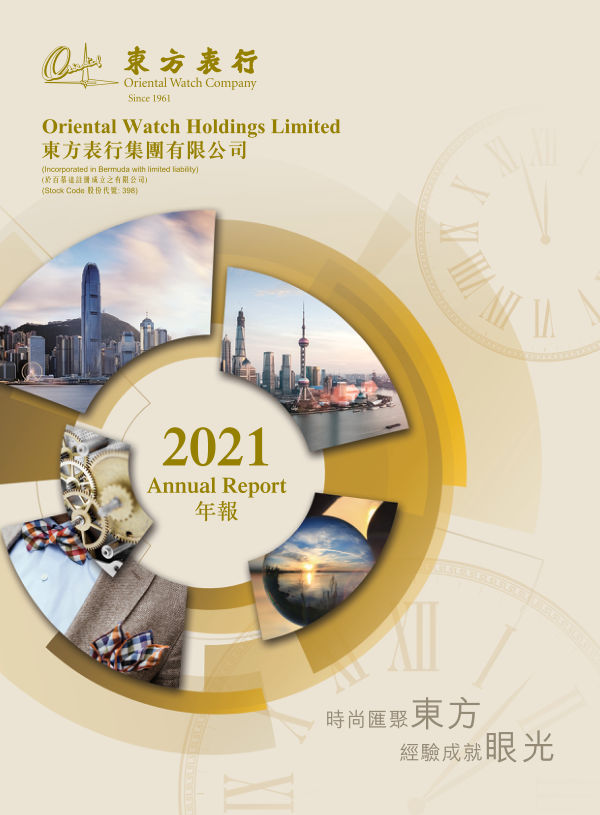 Oriental
東方表行
Oriental Watch Company
Since 1961
Oriental Watch Holdings Limited
東方表行集團有限公司
(Incorporated in Bermuda with limited liability)
(於百慕達註冊成立之有限公司)
(Stock Code 股份代號: 398)
2021
Annual Report
年報
時尚匯聚東方
經驗成就眼光